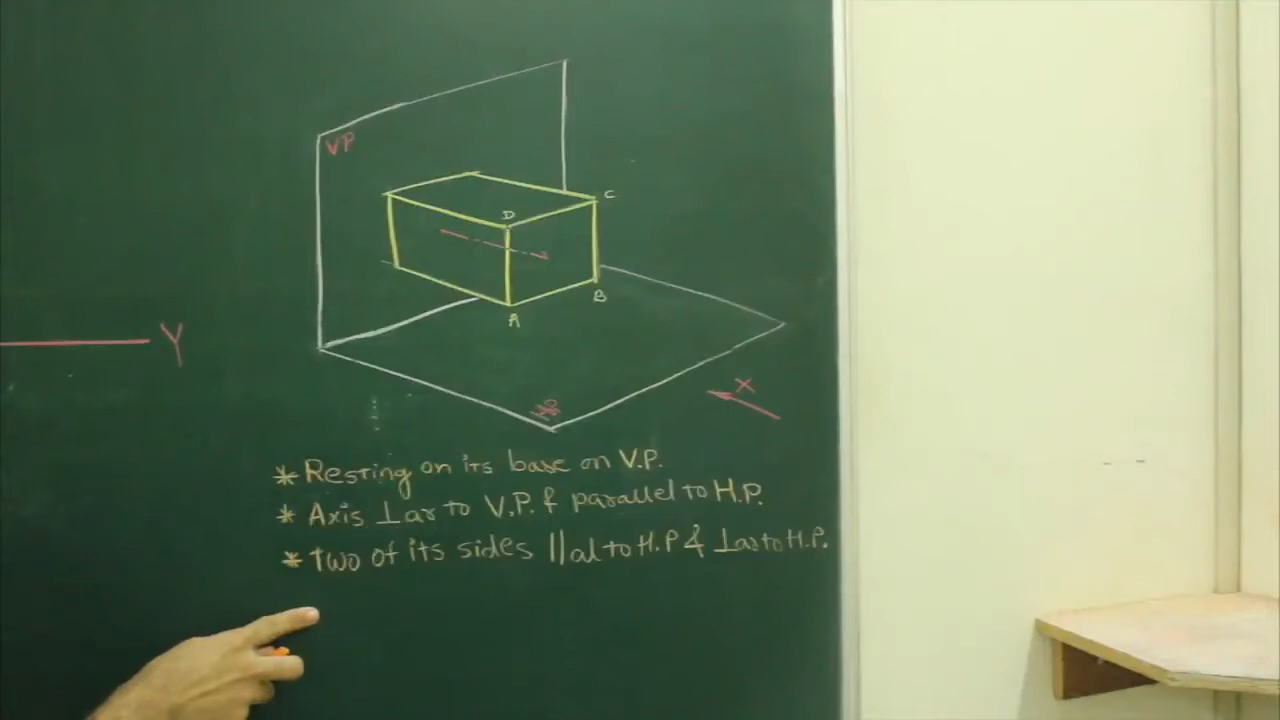 VP
C
D
B
A
Y
X
HP
* Resting on its base on V.P.
* Axis ⊥ar to V.P. & parallel to H.P.
* Two of its sides ||al to H.P & ⊥ar to H.P.